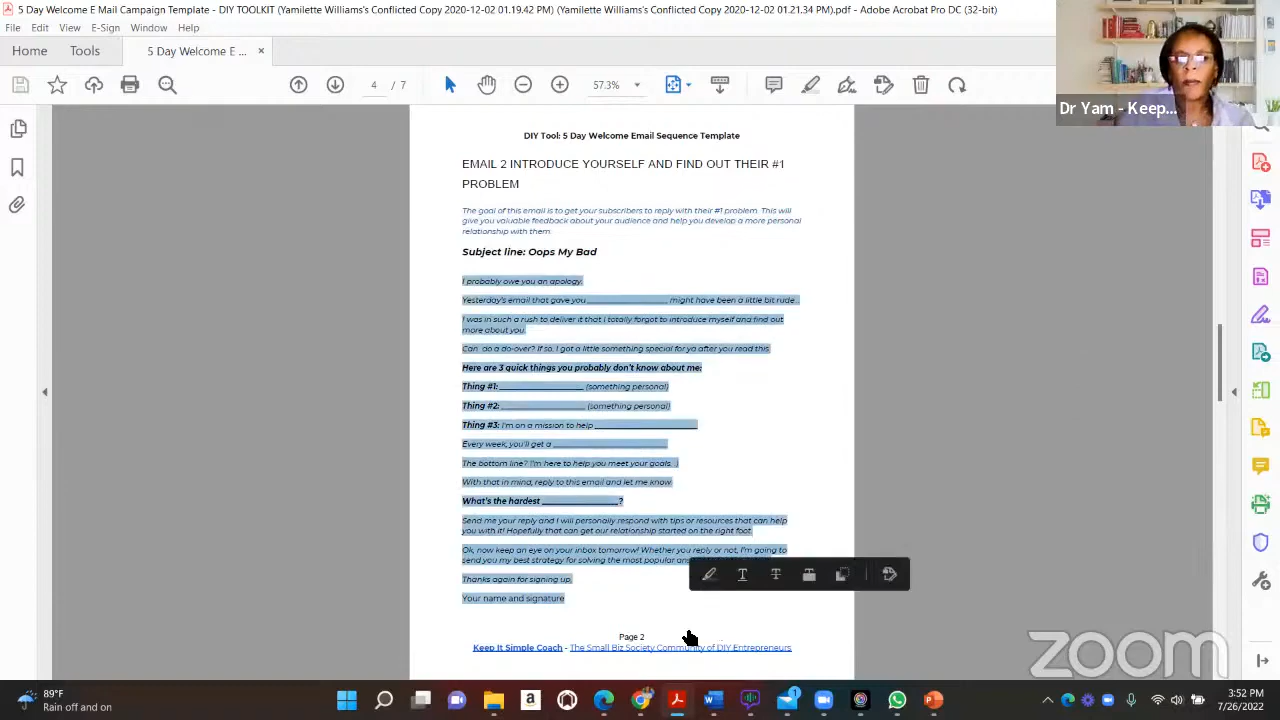 5 Day Welcome E Mail Campaign Template - DIY TOOLKIT (Yamilette Williams's Conflicted Copy 2020-12-02 01.19.42 PM) (Yamilette Williams's Conflicted Copy 2020-12-02 01.21.34 PM).pdf - Adobe Acrobat Pro DC (32-bit)
File Edit View E-Sign Window Help
Home Tools 5 Day Welcome E ... ×
4 / 7 57.3%
Dr Yam - Keep...
DIY Tool: 5 Day Welcome Email Sequence Template
EMAIL 2 INTRODUCE YOURSELF AND FIND OUT THEIR #1
PROBLEM
The goal of this email is to get your subscribers to reply with their #1 problem. This will
give you valuable feedback about your audience and help you develop a more personal
relationship with them.
Subject line: Oops My Bad
I probably owe you an apology.
Yesterday's email that gave you __________________ might have been a little bit rude...
I was in such a rush to deliver it that I totally forgot to introduce myself and find out
more about you.
Can do a do-over? If so, I got a little something special for ya after you read this.
Here are 3 quick things you probably don't know about me:
Thing #1: __________________ (something personal)
Thing #2: __________________ (something personal)
Thing #3: I'm on a mission to help ______________________.
Every week, you'll get a _________________________.
The bottom line? I'm here to help you meet your goals. :)
With that in mind, reply to this email and let me know:
What's the hardest ________________?
Send me your reply and I will personally respond with tips or resources that can help
you with it! Hopefully that can get our relationship started on the right foot.
Ok, now keep an eye on your inbox tomorrow! Whether you reply or not, I'm going to
send you my best strategy for solving the most popular
Thanks again for signing up,
Your name and signature
Page 2
Keep It Simple Coach - The Small Biz Society Community of DIY Entrepreneurs
zoom
Rain off and on
3:52 PM
7/26/2022